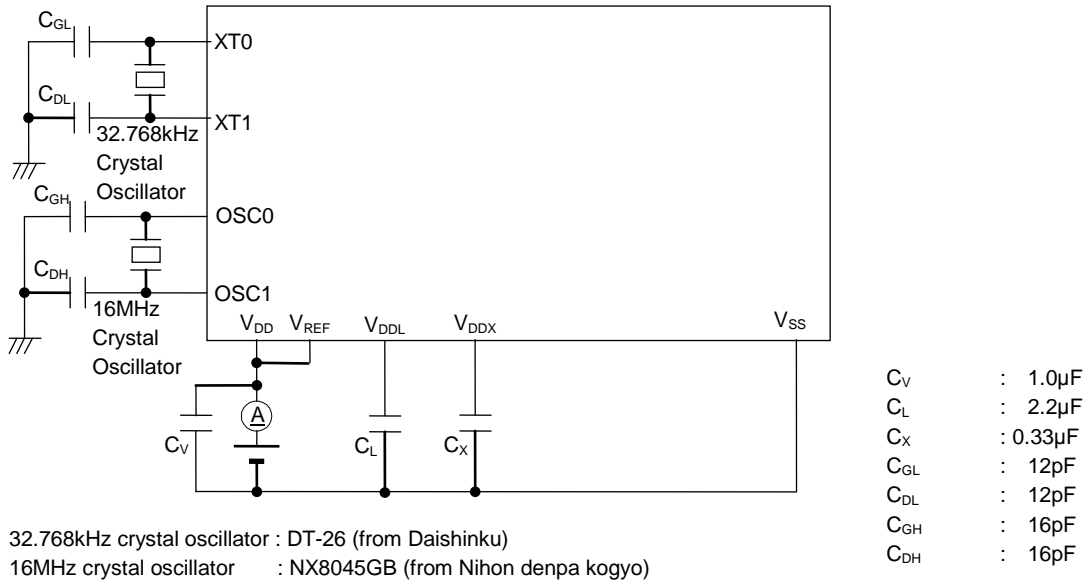 CGL
XT0
CDL
XT1
32.768kHz
Crystal
Oscillator
CGH
OSC0
CDH
OSC1
16MHz
Crystal
Oscillator
VDD VREF VDDL VDDX VSS
A
CV CL CX
CV : 1.0µF
CL : 2.2µF
CX : 0.33µF
CGL : 12pF
CDL : 12pF
CGH : 16pF
CDH : 16pF
32.768kHz crystal oscillator : DT-26 (from Daishinku)
16MHz crystal oscillator : NX8045GB (from Nihon denpa kogyo)